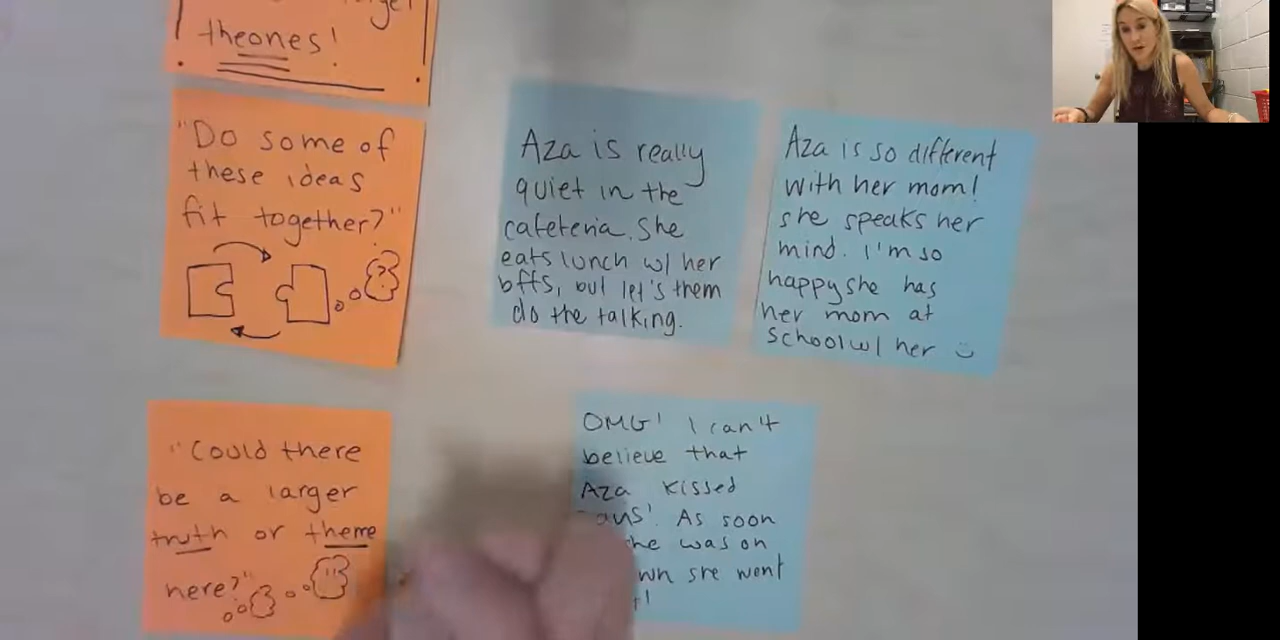 theories!
"Do some of
these ideas
fit together?"
?
"Could there
be a larger
truth or theme
here?"
Aza is really
quiet in the
cafeteria. She
eats lunch w/ her
bffs, but let's them
do the talking.
Aza is so different
with her mom!
she speaks her
mind. I'm so
happy she has
her mom at
school w/ her
OMG! I can't
believe that
Aza kissed
As soon
was on
she went